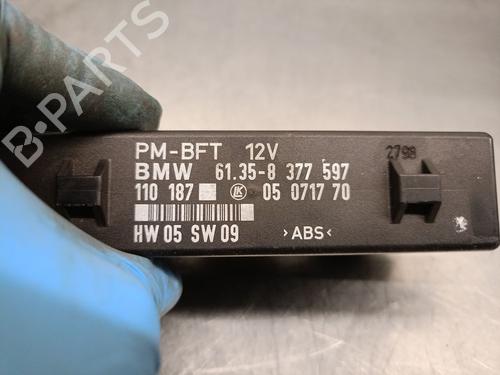 PM-BFT 12V
2798
BMW 61.35-8 377 597
110 187 LK 05 0717 70
HW 05 SW 09 >ABS<
B-PARTS